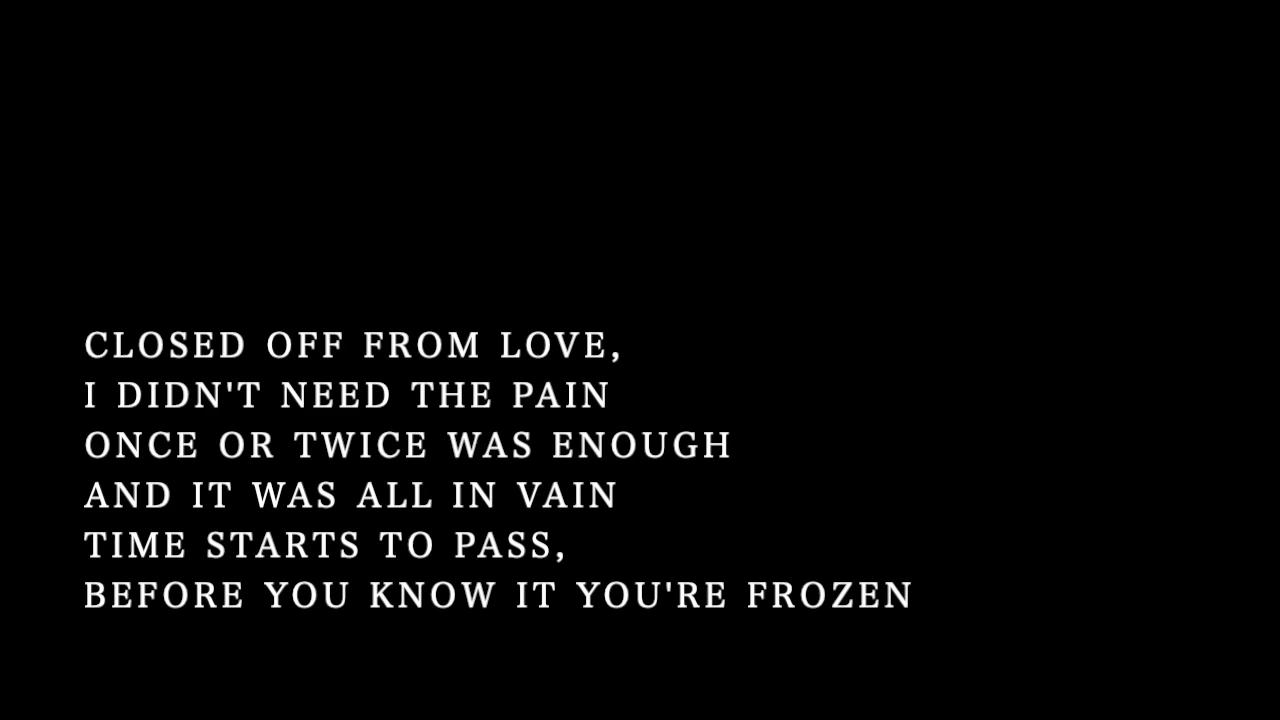 CLOSED OFF FROM LOVE,
I DIDN'T NEED THE PAIN
ONCE OR TWICE WAS ENOUGH
AND IT WAS ALL IN VAIN
TIME STARTS TO PASS,
BEFORE YOU KNOW IT YOU'RE FROZEN